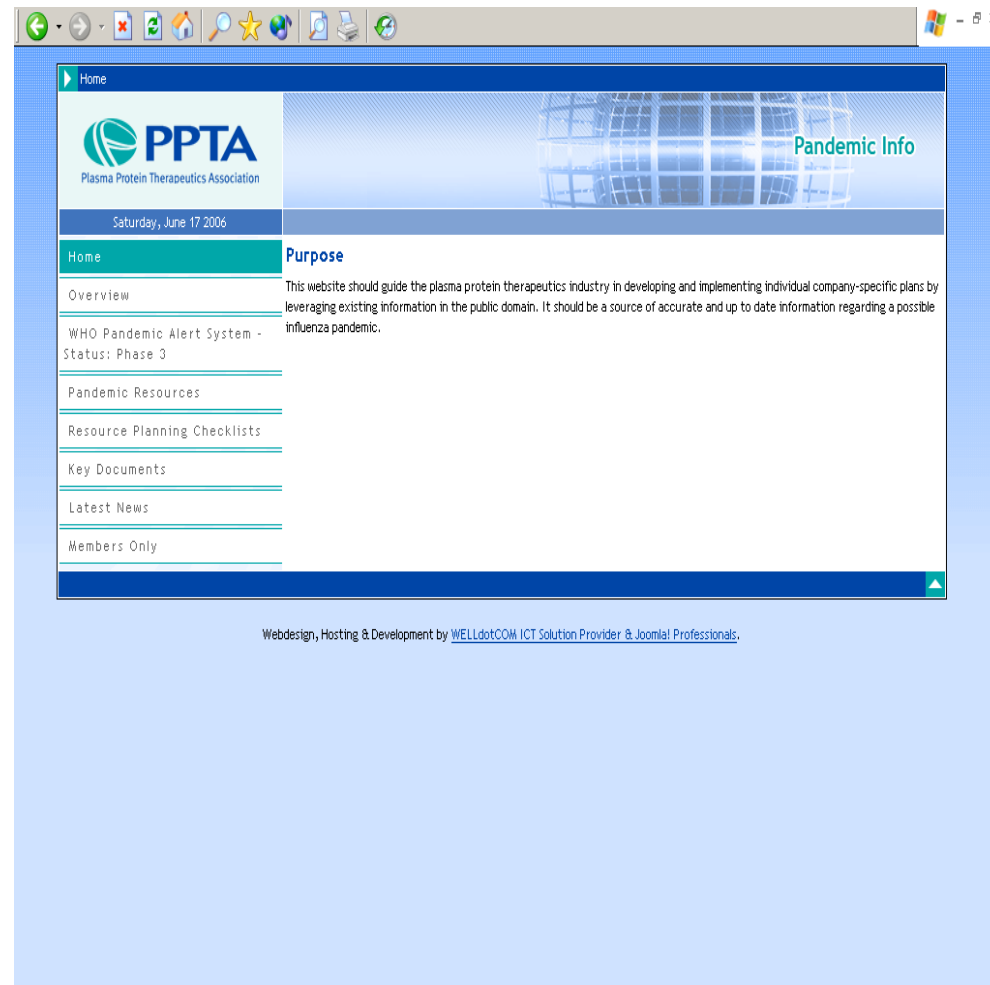 Home
PPTA
Plasma Protein Therapeutics Association
Pandemic Info
Saturday, June 17 2006
Home
Overview
WHO Pandemic Alert System -
Status: Phase 3
Pandemic Resources
Resource Planning Checklists
Key Documents
Latest News
Members Only
Purpose
This website should guide the plasma protein therapeutics industry in developing and implementing individual company-specific plans by
leveraging existing information in the public domain. It should be a source of accurate and up to date information regarding a possible
influenza pandemic.
Webdesign, Hosting & Development by WELLdotCOM ICT Solution Provider & Joomla! Professionals.